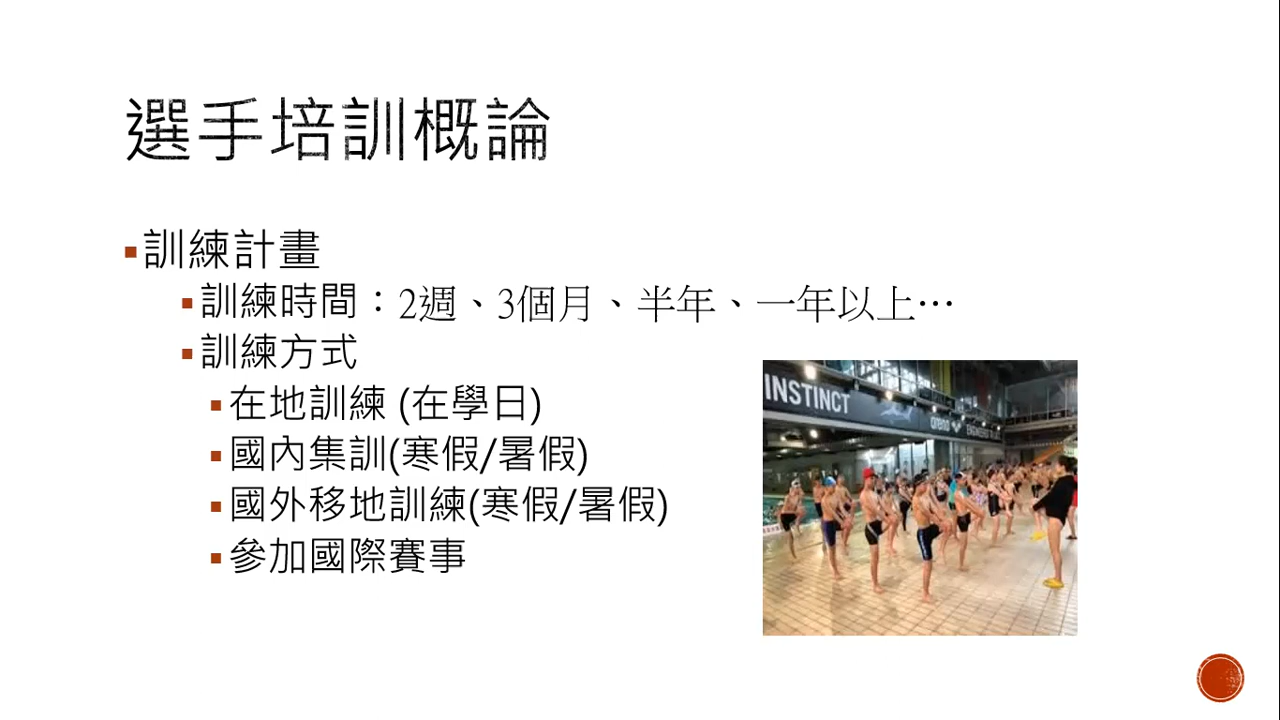 選手培訓概論
訓練計畫
訓練時間：2週、3個月、半年、一年以上…
訓練方式
在地訓練 (在學日)
國內集訓(寒假/暑假)
國外移地訓練(寒假/暑假)
參加國際賽事
INSTINCT
arena